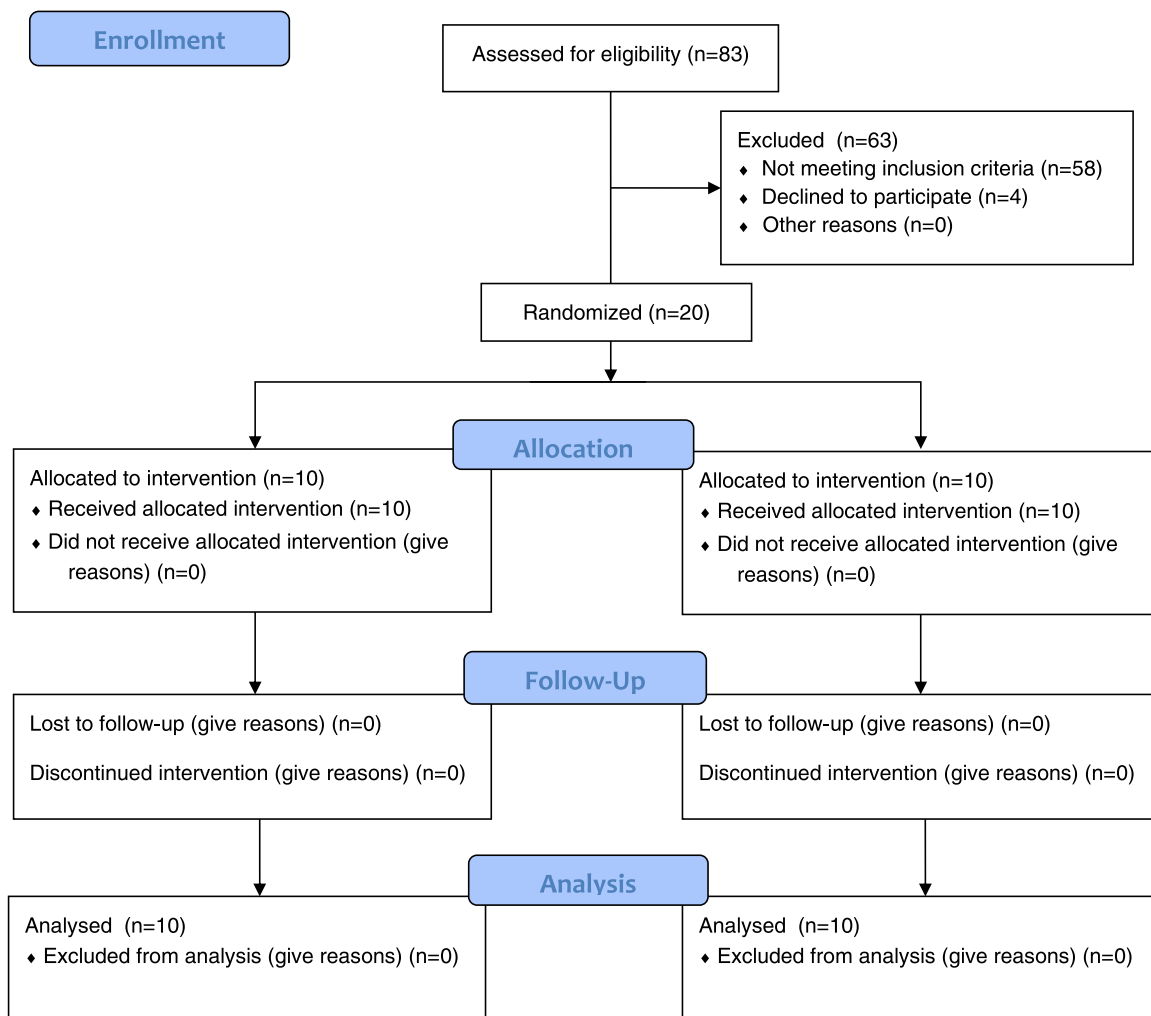 Enrollment
Assessed for eligibility (n=83)
Excluded (n=63)
♦ Not meeting inclusion criteria (n=58)
♦ Declined to participate (n=4)
♦ Other reasons (n=0)
Randomized (n=20)
Allocation
Allocated to intervention (n=10)
♦ Received allocated intervention (n=10)
♦ Did not receive allocated intervention (give
reasons) (n=0)
Allocated to intervention (n=10)
♦ Received allocated intervention (n=10)
♦ Did not receive allocated intervention (give
reasons) (n=0)
Follow-Up
Lost to follow-up (give reasons) (n=0)
Discontinued intervention (give reasons) (n=0)
Lost to follow-up (give reasons) (n=0)
Discontinued intervention (give reasons) (n=0)
Analysis
Analysed (n=10)
♦ Excluded from analysis (give reasons) (n=0)
Analysed (n=10)
♦ Excluded from analysis (give reasons) (n=0)